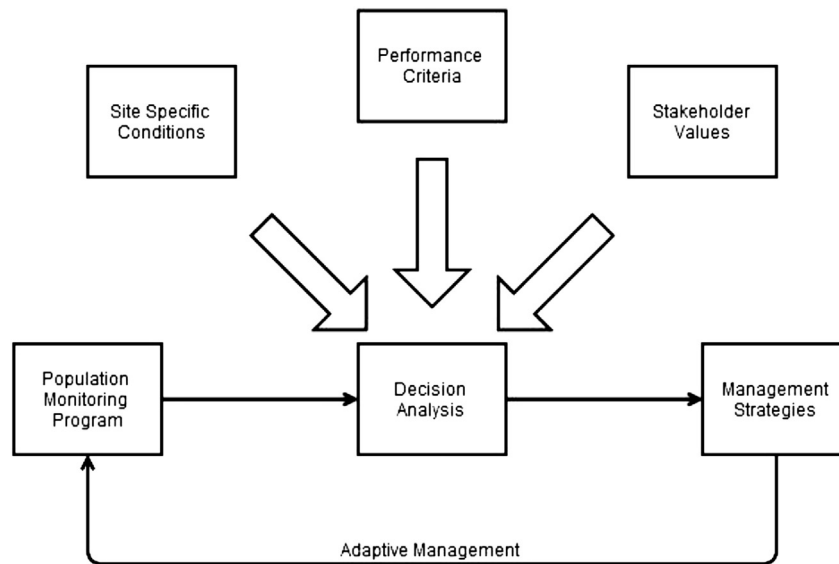 Performance
Criteria
Site Specific
Conditions
Stakeholder
Values
Population
Monitoring
Program
Decision
Analysis
Management
Strategies
Adaptive Management